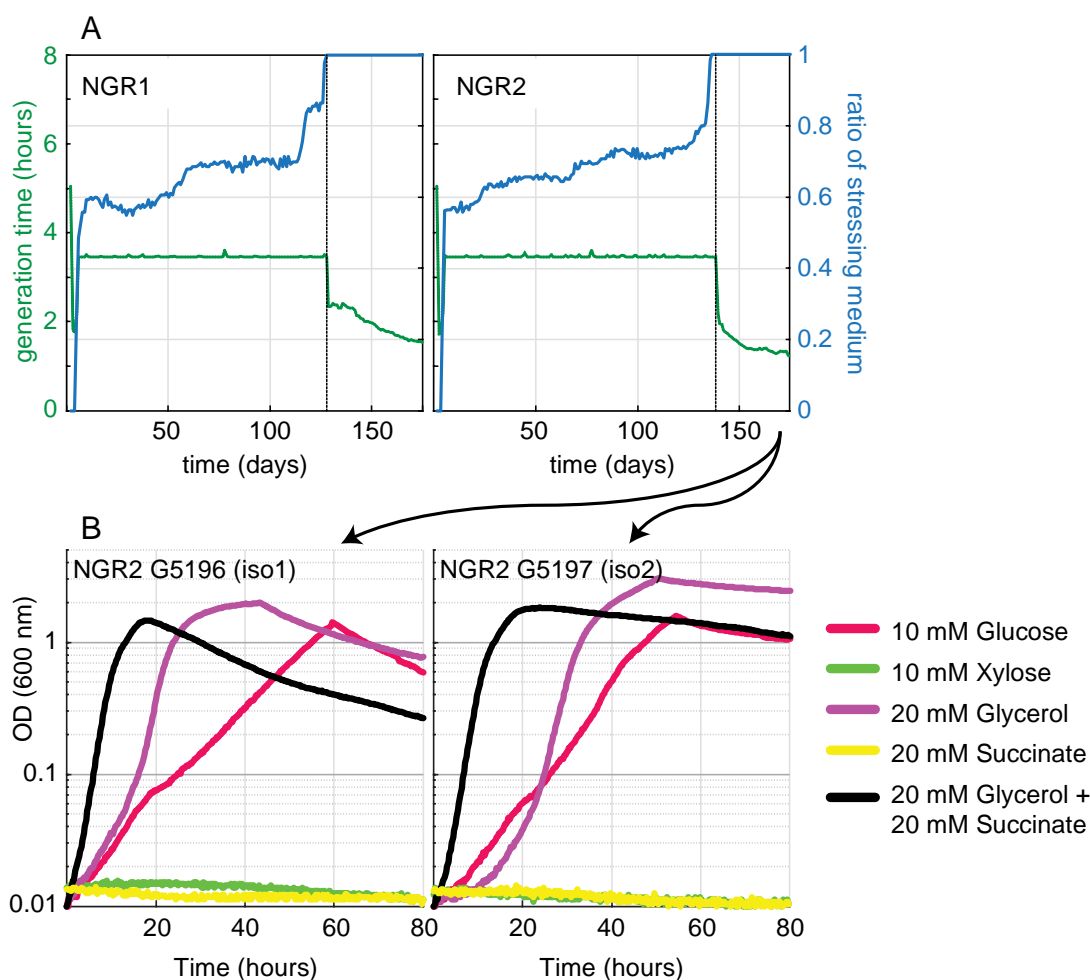 A
NGR1
NGR2
generation time (hours)
8
6
4
2
0
50
100
150
time (days)
50
100
150
time (days)
1
0.8
0.6
0.4
0.2
0
ratio of stresssing medium
B
NGR2 G5196 (iso1)
NGR2 G5197 (iso2)
OD (600 nm)
1
0.1
0.01
20
40
60
80
Time (hours)
20
40
60
80
Time (hours)
10 mM Glucose
10 mM Xylose
20 mM Glycerol
20 mM Succinate
20 mM Glycerol +
20 mM Succinate